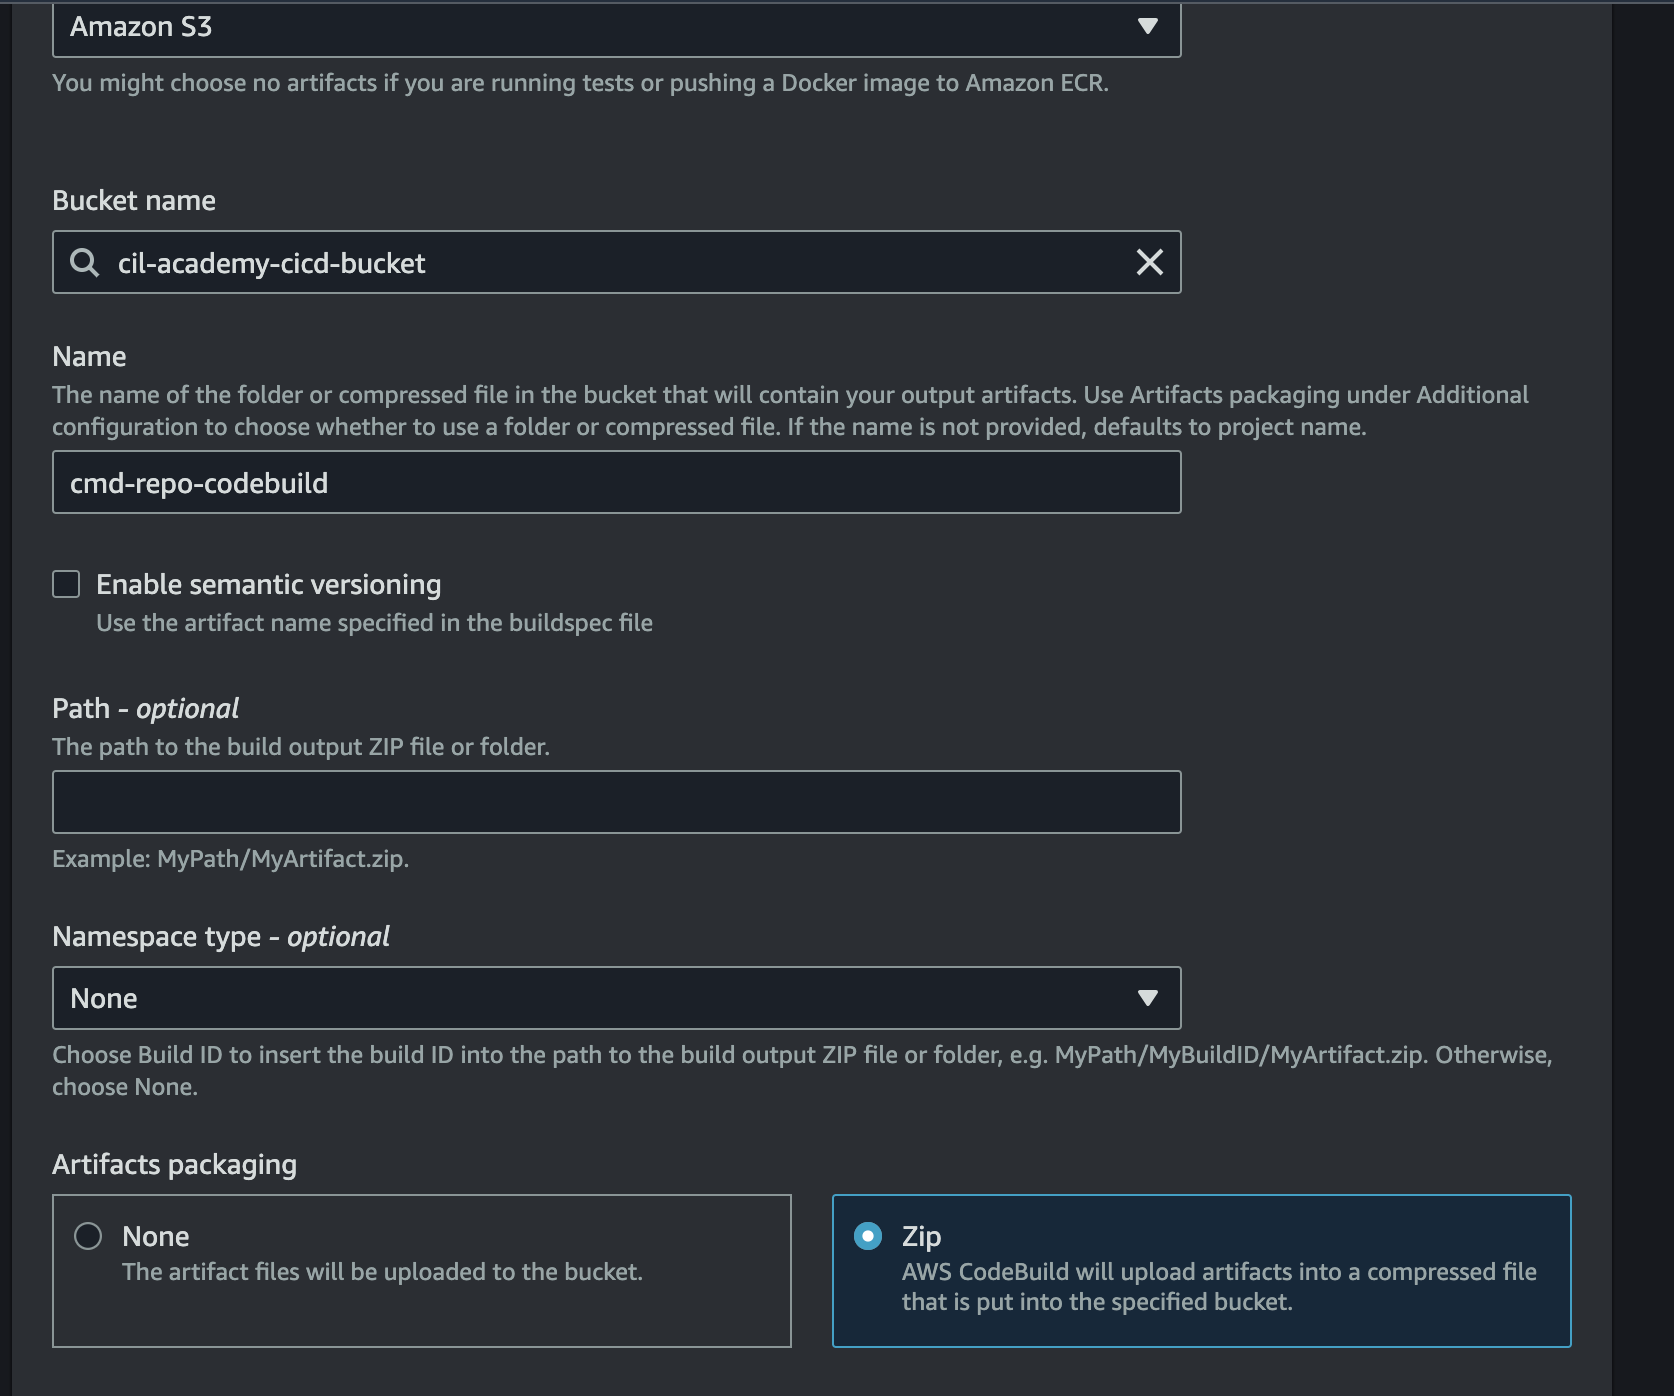 Amazon S3
You might choose no artifacts if you are running tests or pushing a Docker image to Amazon ECR.
Bucket name
cil-academy-cicd-bucket
Name
The name of the folder or compressed file in the bucket that will contain your output artifacts. Use Artifacts packaging under Additional
configuration to choose whether to use a folder or compressed file. If the name is not provided, defaults to project name.
cmd-repo-codebuild
Enable semantic versioning
Use the artifact name specified in the buildspec file
Path - optional
The path to the build output ZIP file or folder.
Example: MyPath/MyArtifact.zip.
Namespace type - optional
None
Choose Build ID to insert the build ID into the path to the build output ZIP file or folder, e.g. MyPath/MyBuildID/MyArtifact.zip. Otherwise,
choose None.
Artifacts packaging
None
The artifact files will be uploaded to the bucket.
Zip
AWS CodeBuild will upload artifacts into a compressed file
that is put into the specified bucket.